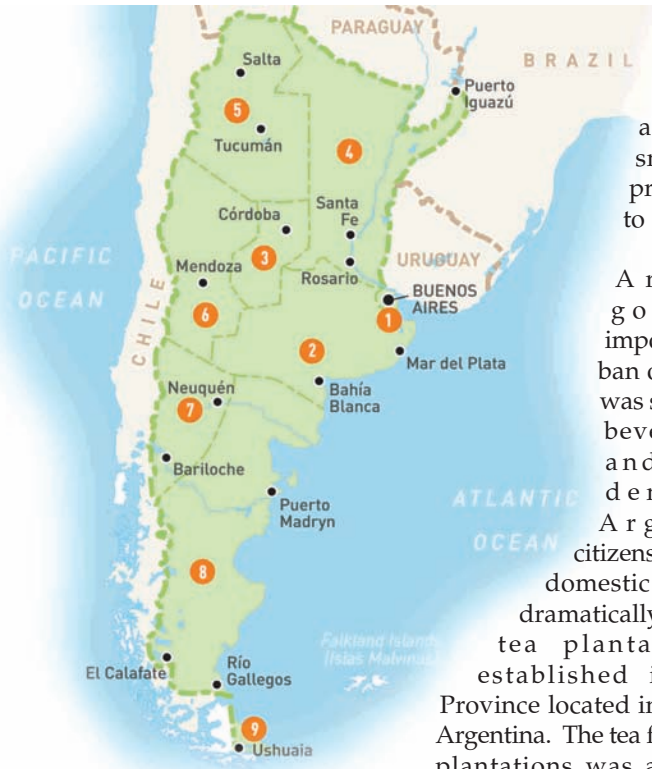 PARAGUAY
BRAZIL
Salta
Puerto
Iguazú
5
Tucumán
4
Santa
Fe
Córdoba
3
Rosario
URUGUAY
Mendoza
PACIFIC
OCEAN
CHILE
BUENOS
AIRES
6
1
2
Mar del Plata
Neuquén
Bahía
Blanca
7
Bariloche
Puerto
Madryn
ATLANTIC
OCEAN
8
Falkland Islands
(Islas Malvinas)
El Calafate
Río
Gallegos
9
Ushuaia
a
pr
to
A r
g o
impo
ban o
was s
beve
and
d e r
A r g
citizens
domestic
dramatically
tea planta
established i
Province located in
Argentina. The tea f
plantations was a